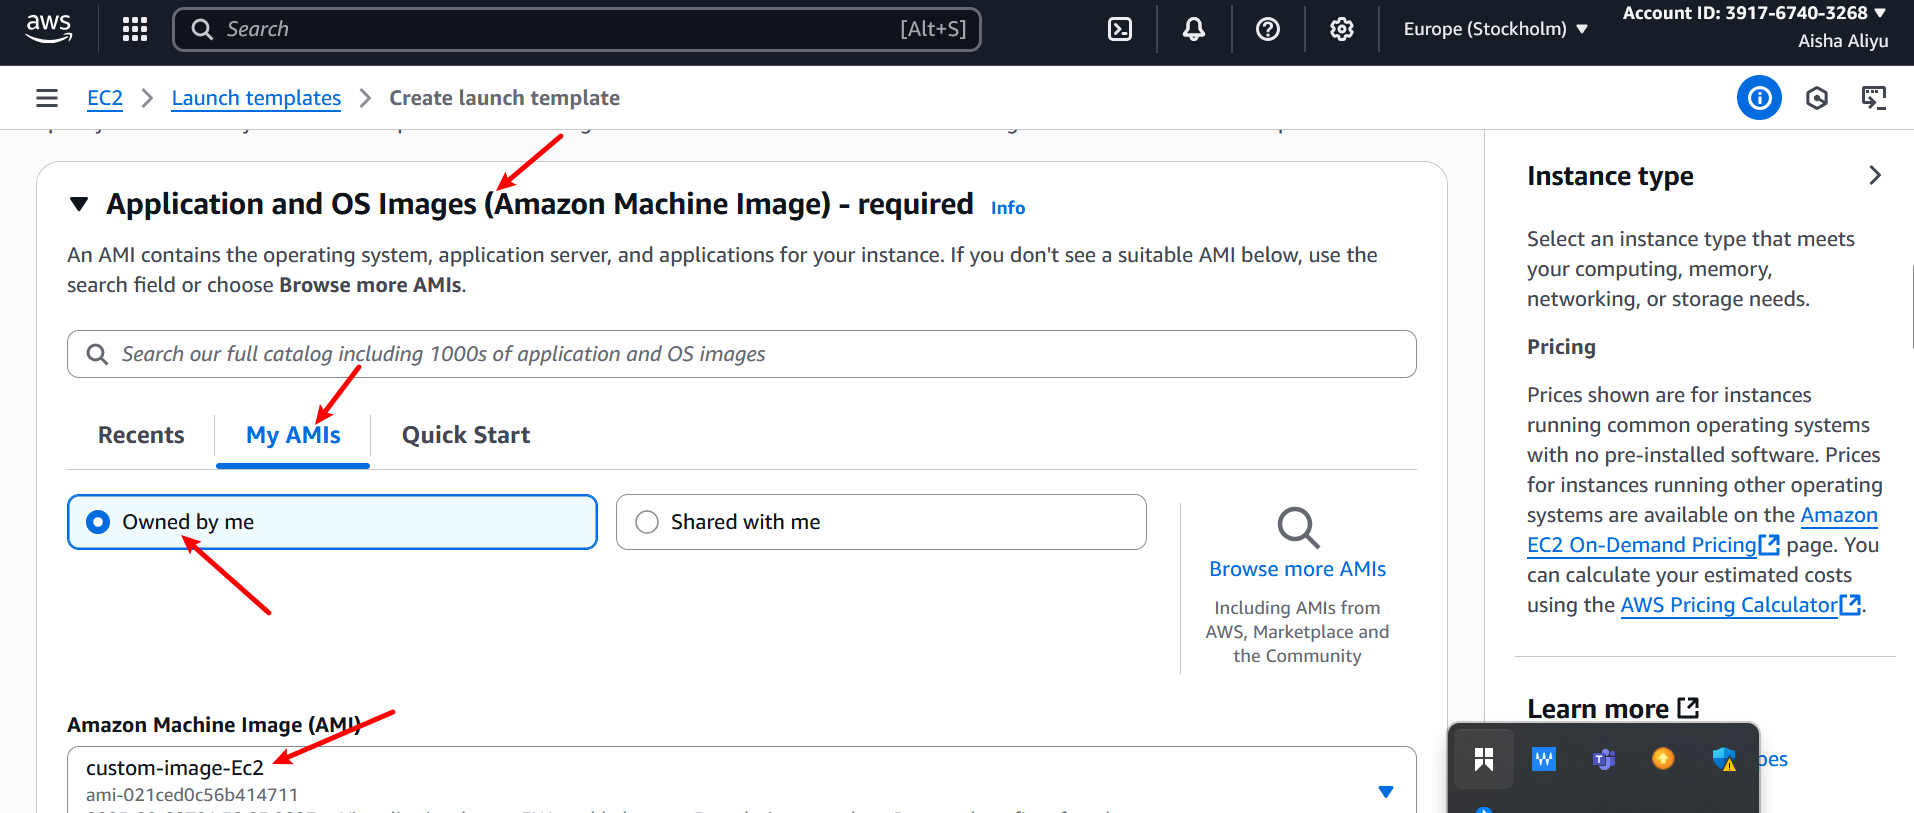 aws
Search
[Alt+S]
Europe (Stockholm)
Account ID: 3917-6740-3268
Aisha Aliyu
EC2
Launch templates
Create launch template
Application and OS Images (Amazon Machine Image) - required
Info
An AMI contains the operating system, application server, and applications for your instance. If you don't see a suitable AMI below, use the
search field or choose Browse more AMIs.
Search our full catalog including 1000s of application and OS images
Recents
My AMIs
Quick Start
Owned by me
Shared with me
Browse more AMIs
Including AMIs from
AWS, Marketplace and
the Community
Amazon Machine Image (AMI)
custom-image-Ec2
ami-021ced0c56b414711
Instance type
Select an instance type that meets
your computing, memory,
networking, or storage needs.
Pricing
Prices shown are for instances
running common operating systems
with no pre-installed software. Prices
for instances running other operating
systems are available on the Amazon
EC2 On-Demand Pricing page. You
can calculate your estimated costs
using the AWS Pricing Calculator.
Learn more